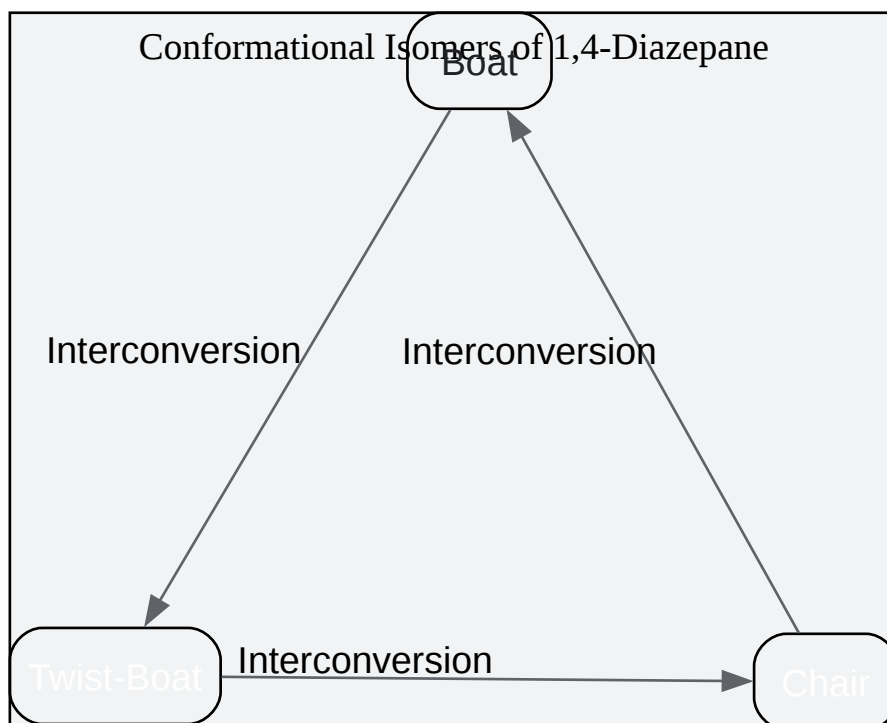 Conformational Isomers of 1,4-Diazepane
Boat
Interconversion
Interconversion
Twist-Boat
Interconversion
Chair